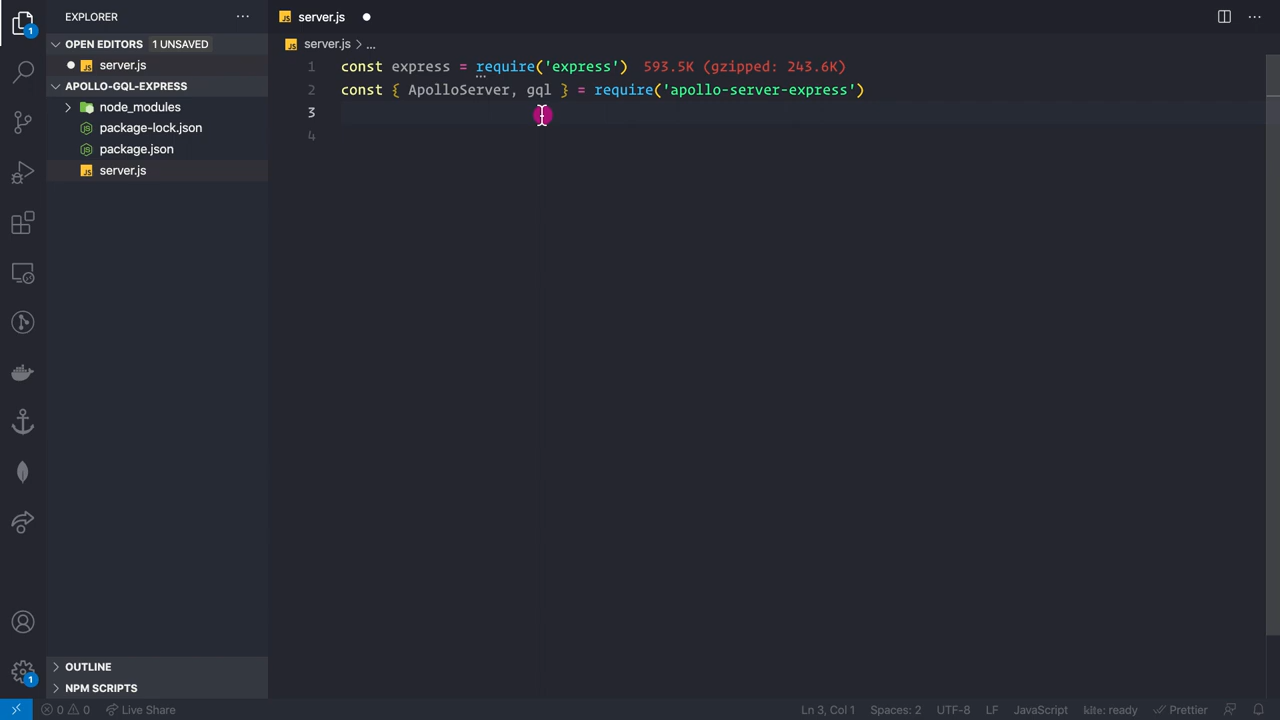 EXPLORER ···
OPEN EDITORS 1 UNSAVED
server.js
APOLLO-GQL-EXPRESS
node_modules
package-lock.json
package.json
server.js
OUTLINE
NPM SCRIPTS
server.js
server.js > ...
1 const express = require('express') 593.5K (gzipped: 243.6K)
2 const { ApolloServer, gql } = require('apollo-server-express')
3
4
1
1
0 0 Live Share Ln 3, Col 1 Spaces: 2 UTF-8 LF JavaScript kite: ready Prettier